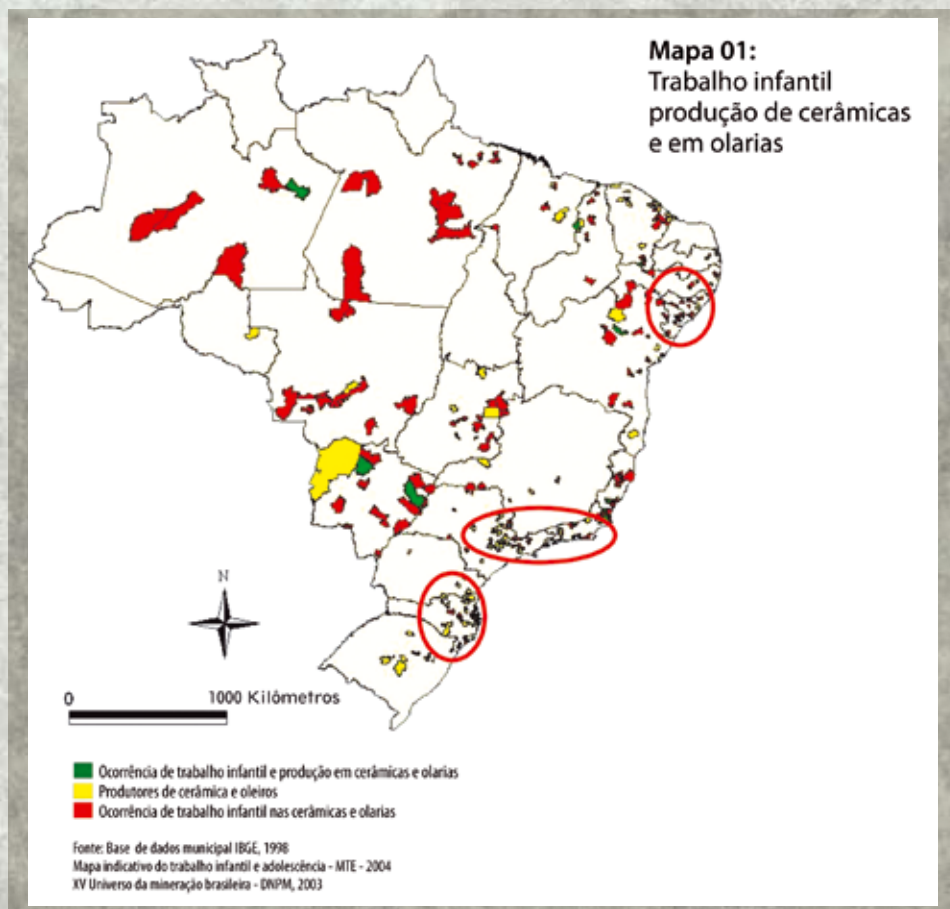 Mapa 01:
Trabalho infantil
produção de cerâmicas
e em olarias
N
0 1000 Kilômetros
Ocorrência de trabalho infantil e produção em cerâmicas e olarias
Produtores de cerâmica e oleiros
Ocorrência de trabalho infantil nas cerâmicas e olarias
Fonte: Base de dados municipal IBGE, 1998
Mapa indicativo do trabalho infantil e adolescência - MTE - 2004
XV Universo da mineração brasileira - DNPM, 2003